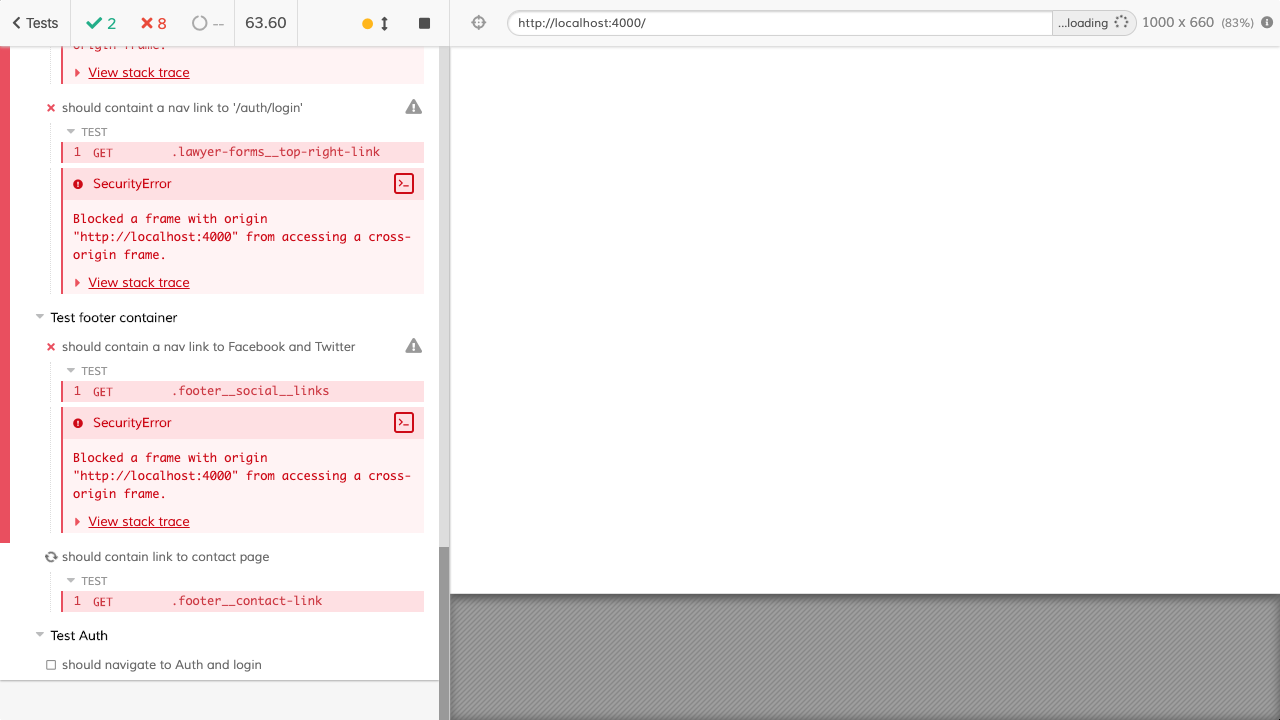 Tests 2 8 -- 63.60
http://localhost:4000/ ...loading 1000 x 660 (83%)
origin frame.
View stack trace
should containt a nav link to '/auth/login'
TEST
1 GET .lawyer-forms__top-right-link
SecurityError
Blocked a frame with origin
"http://localhost:4000" from accessing a cross-
origin frame.
View stack trace
Test footer container
should contain a nav link to Facebook and Twitter
TEST
1 GET .footer__social__links
SecurityError
Blocked a frame with origin
"http://localhost:4000" from accessing a cross-
origin frame.
View stack trace
should contain link to contact page
TEST
1 GET .footer__contact-link
Test Auth
should navigate to Auth and login